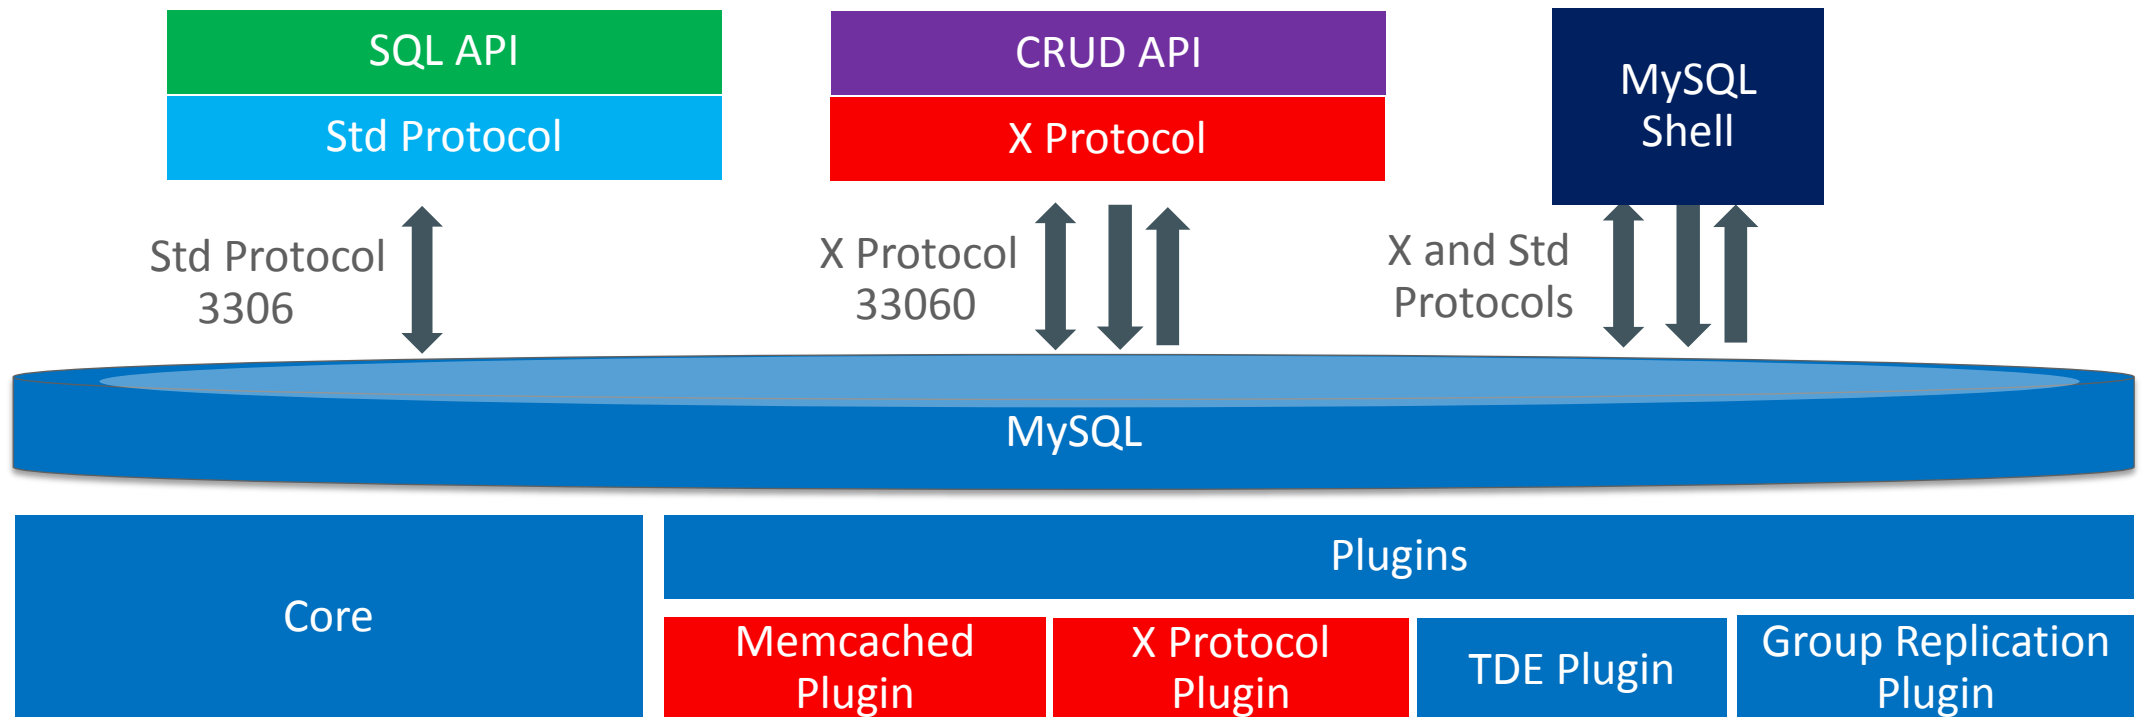 SQL API
Std Protocol
CRUD API
X Protocol
MySQL
Shell
Std Protocol
3306
X Protocol
33060
X and Std
Protocols
MySQL
Core
Plugins
Memcached
Plugin
X Protocol
Plugin
TDE Plugin
Group Replication
Plugin